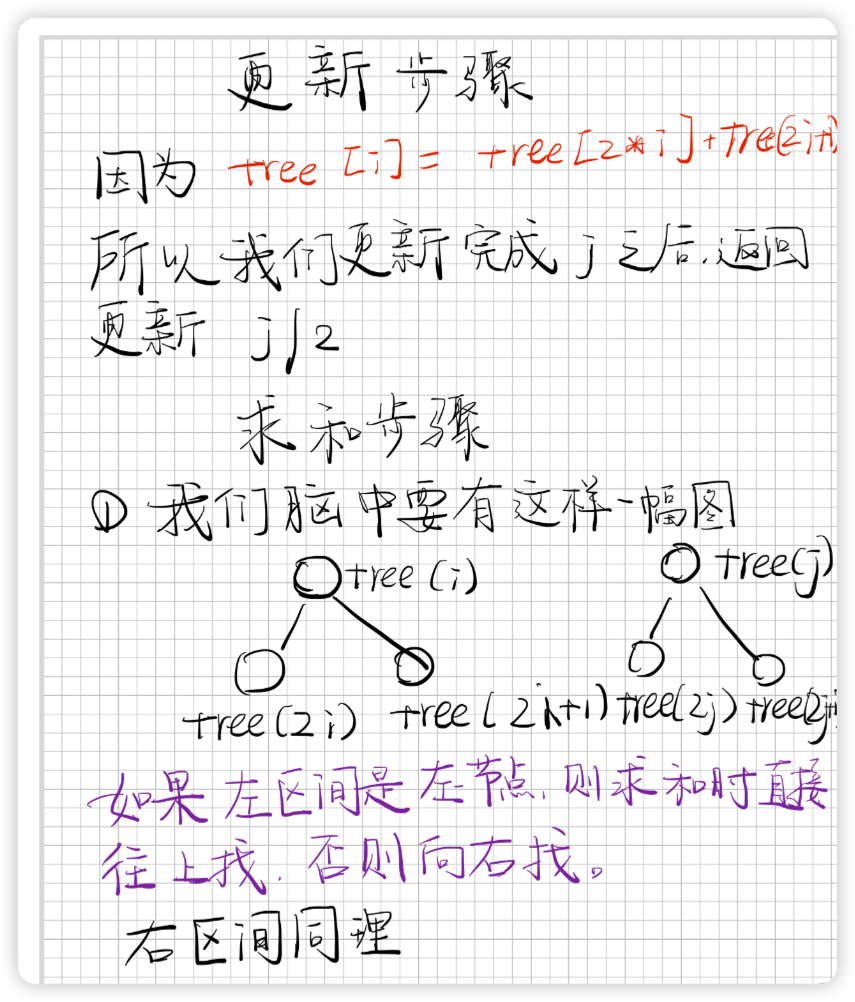 更新步骤
因为 tree [i] = tree [2*i]+tree(2i+1)
所以我们更新完成 j 之后,返回
更新 j/2
求和步骤
① 我们脑中要有这样一幅图
tree (i) tree(j)
tree(2i) tree(2i+1) tree(2j) tree(2j+1
如果左区间是左节点,则求和时直接
往上找,否则向右找。
右区间同理